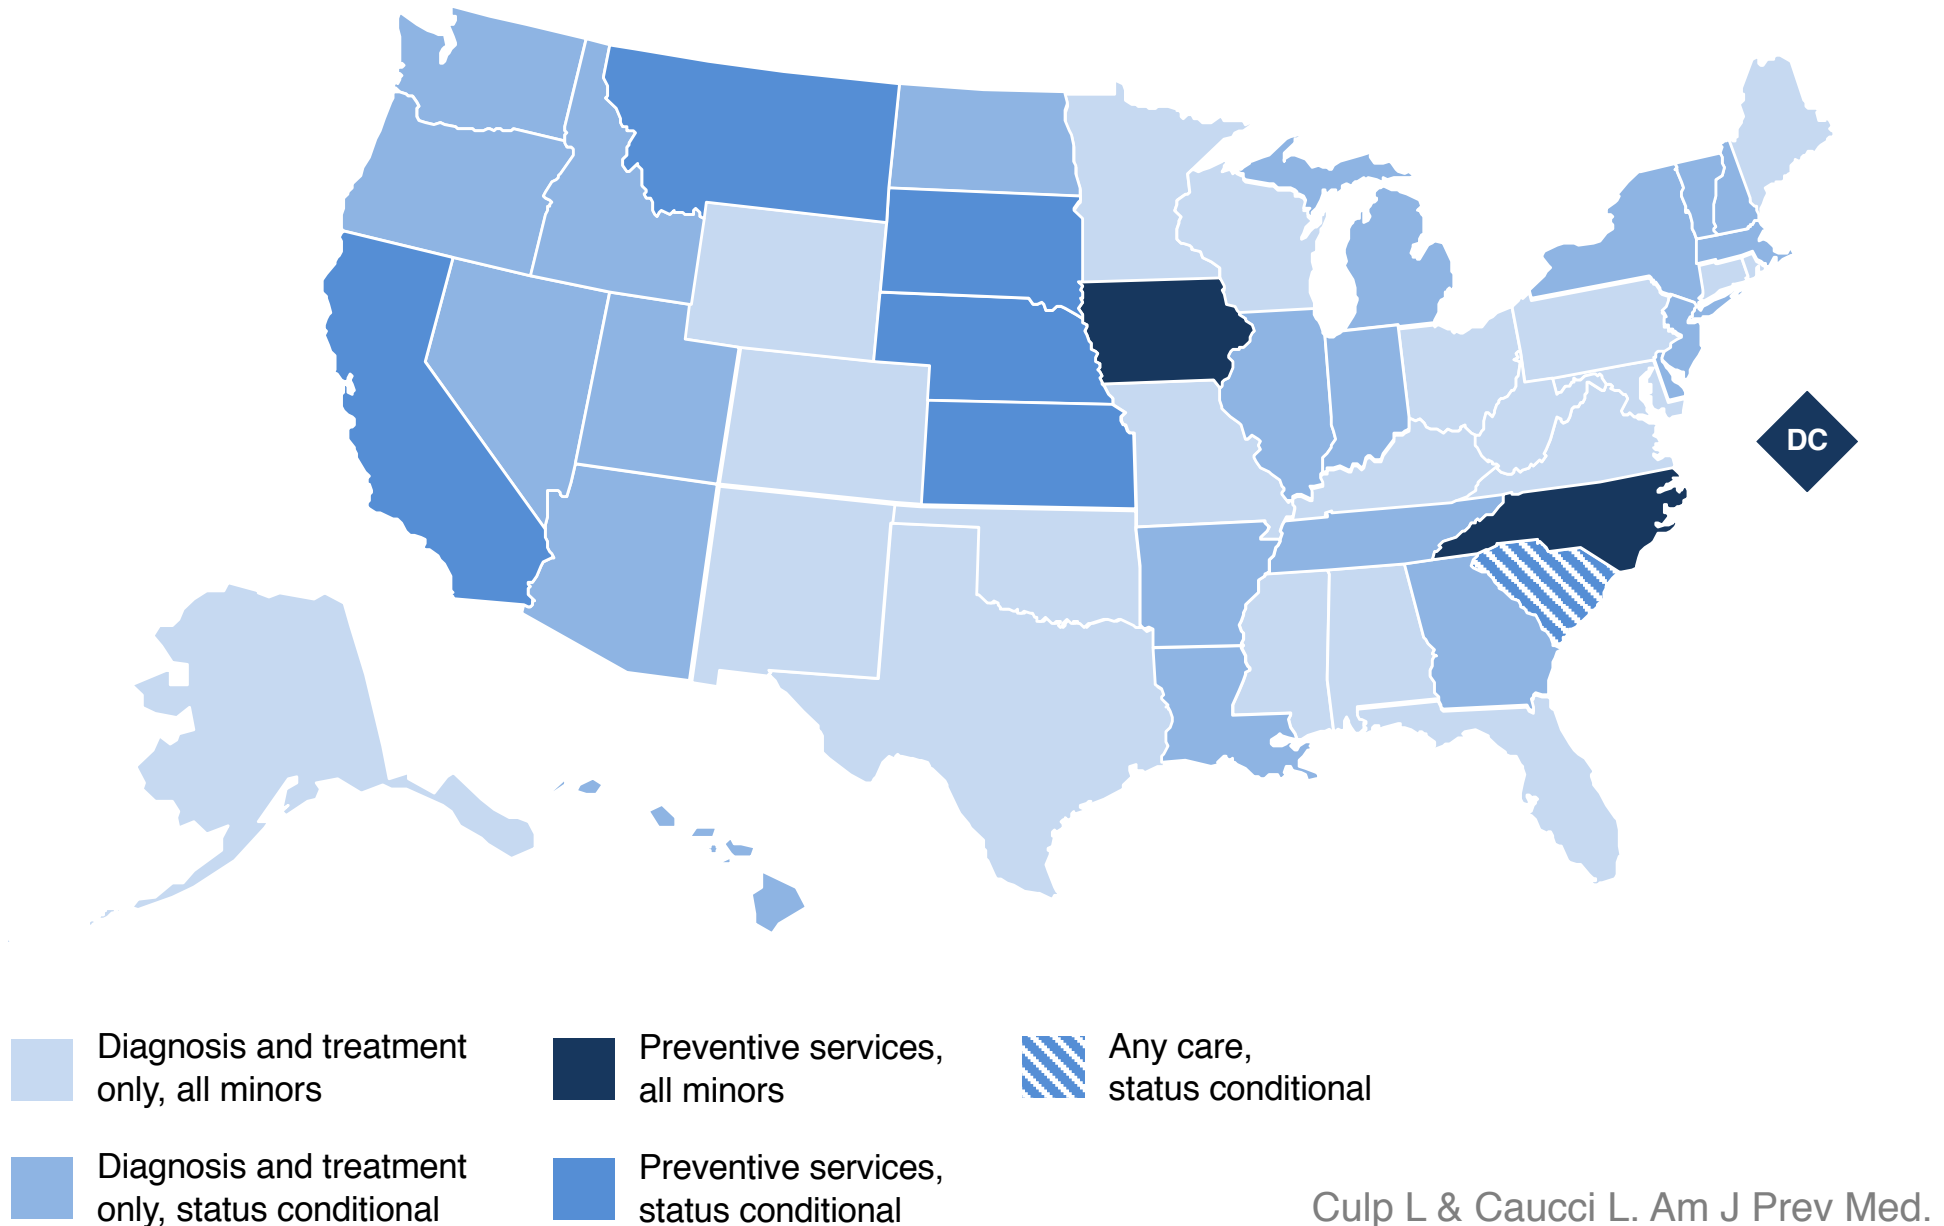 DC
Diagnosis and treatment
only, all minors
Preventive services,
all minors
Any care,
status conditional
Diagnosis and treatment
only, status conditional
Preventive services,
status conditional
Culp L & Caucci L. Am J Prev Med.